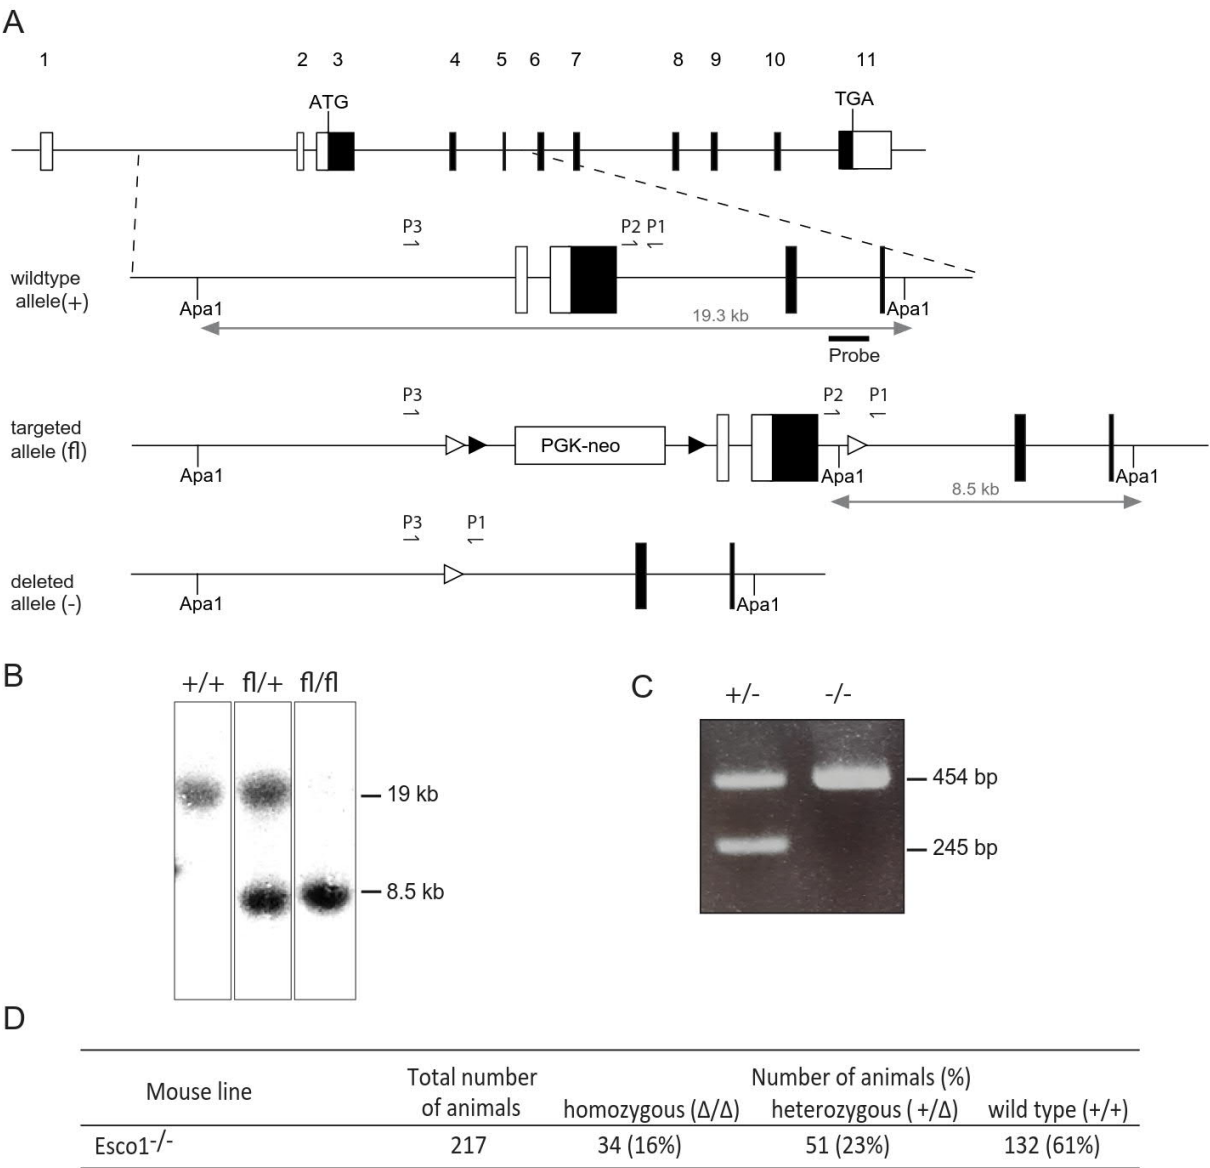 A
1 2 3 4 5 6 7 8 9 10 11
ATG TGA
P3 P2 P1
wildtype
allele(+)
Apa1 Apa1
19.3 kb
Probe
P3 P2 P1
targeted
allele (fl)
PGK-neo
Apa1 Apa1 Apa1
8.5 kb
P3 P1
deleted
allele (-)
Apa1 Apa1
B
+/+ fl/+ fl/fl
19 kb
8.5 kb
C
+/- -/-
454 bp
245 bp
D
Mouse line
Total number
of animals
Number of animals (%)
homozygous (Δ/Δ) heterozygous ( +/Δ) wild type (+/+)
Esco1-/- 217 34 (16%) 51 (23%) 132 (61%)